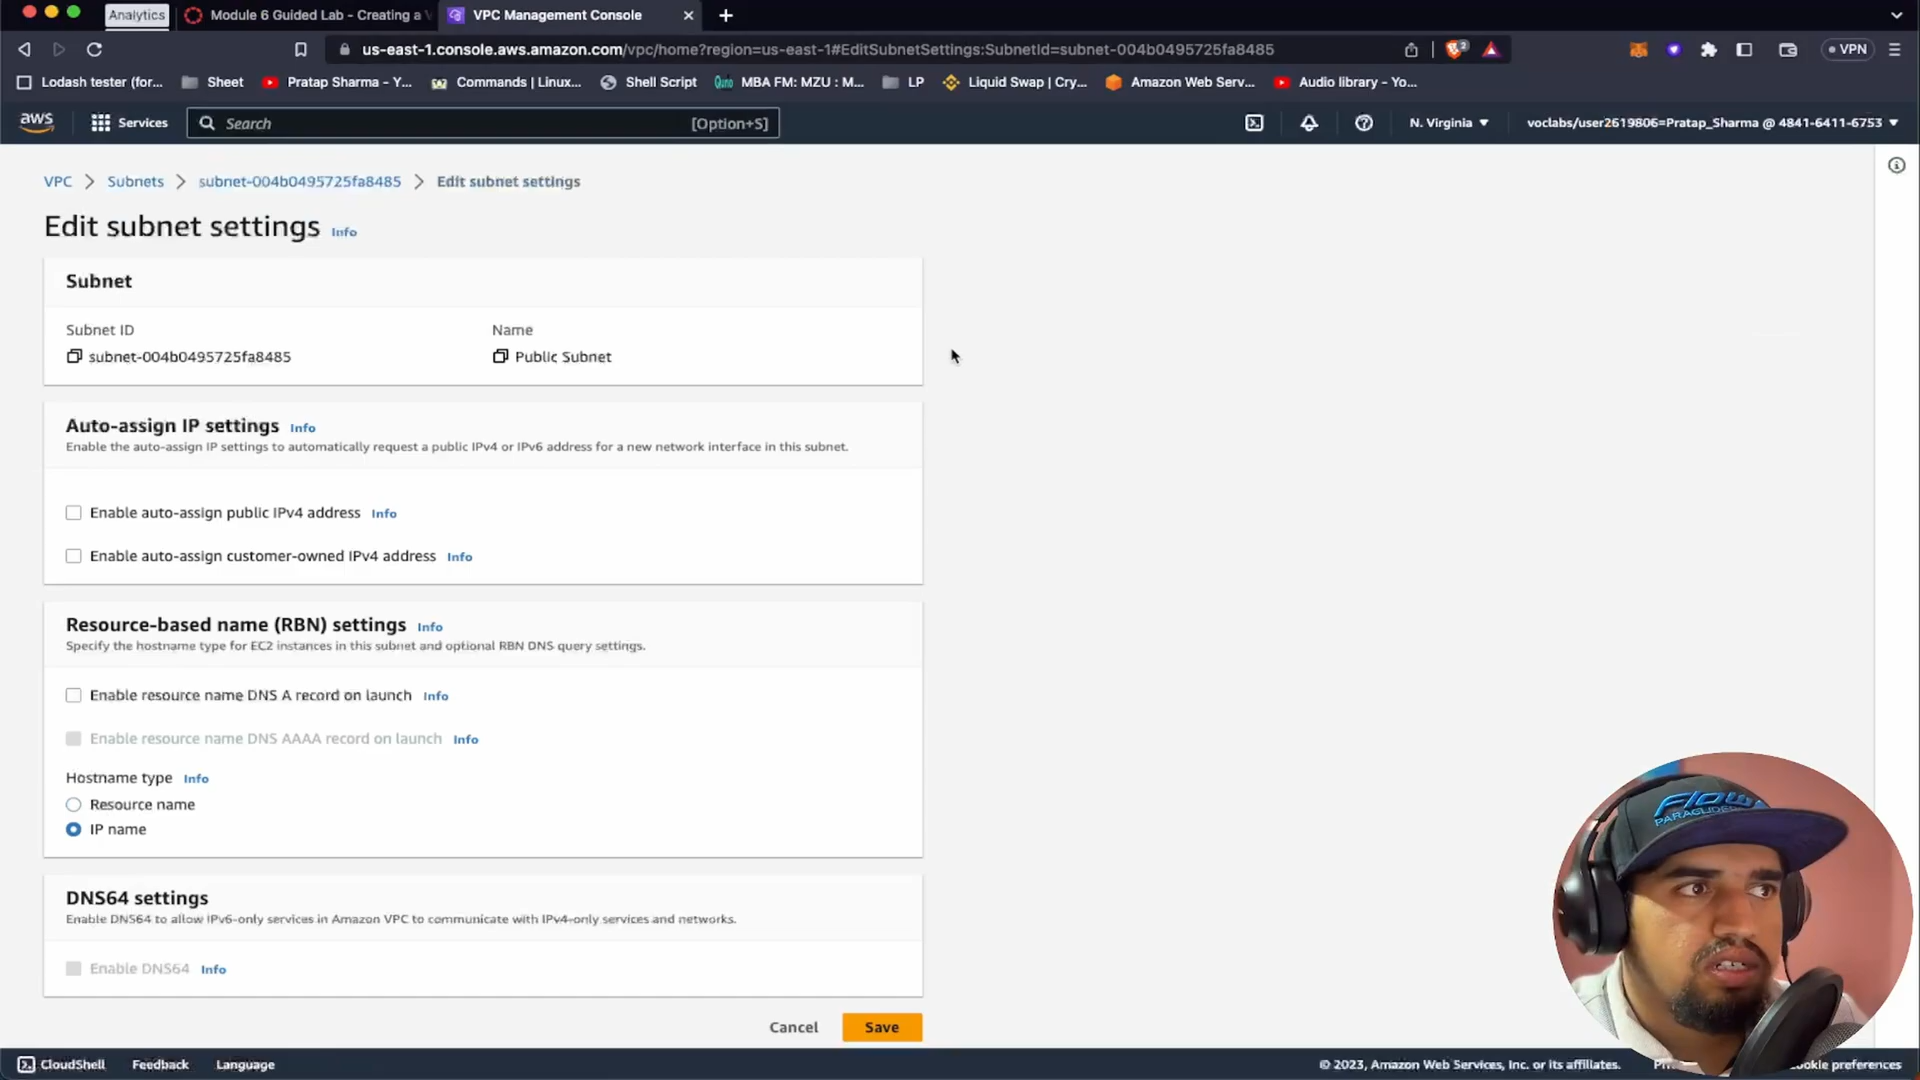 Analytics
Module 6 Guided Lab - Creating a V
VPC Management Console
us-east-1.console.aws.amazon.com/vpc/home?region=us-east-1#EditSubnetSettings:SubnetId=subnet-004b0495725fa8485
2
VPN
Lodash tester (for...
Sheet
Pratap Sharma - Y...
Commands | Linux...
Shell Script
MBA FM: MZU : M...
LP
Liquid Swap | Cry...
Amazon Web Serv...
Audio library - Yo...
aws
Services
Search
[Option+S]
N. Virginia
voclabs/user2619806=Pratap_Sharma @ 4841-6411-6753
VPC
Subnets
subnet-004b0495725fa8485
Edit subnet settings
Edit subnet settings Info
Subnet
Subnet ID
Name
subnet-004b0495725fa8485
Public Subnet
Auto-assign IP settings Info
Enable the auto-assign IP settings to automatically request a public IPv4 or IPv6 address for a new network interface in this subnet.
Enable auto-assign public IPv4 address Info
Enable auto-assign customer-owned IPv4 address Info
Resource-based name (RBN) settings Info
Specify the hostname type for EC2 instances in this subnet and optional RBN DNS query settings.
Enable resource name DNS A record on launch Info
Enable resource name DNS AAAA record on launch Info
Hostname type Info
Resource name
IP name
DNS64 settings
Enable DNS64 to allow IPv6-only services in Amazon VPC to communicate with IPv4-only services and networks.
Enable DNS64 Info
Cancel
Save
CloudShell
Feedback
Language
© 2023, Amazon Web Services, Inc. or its affiliates.
ookie preferences